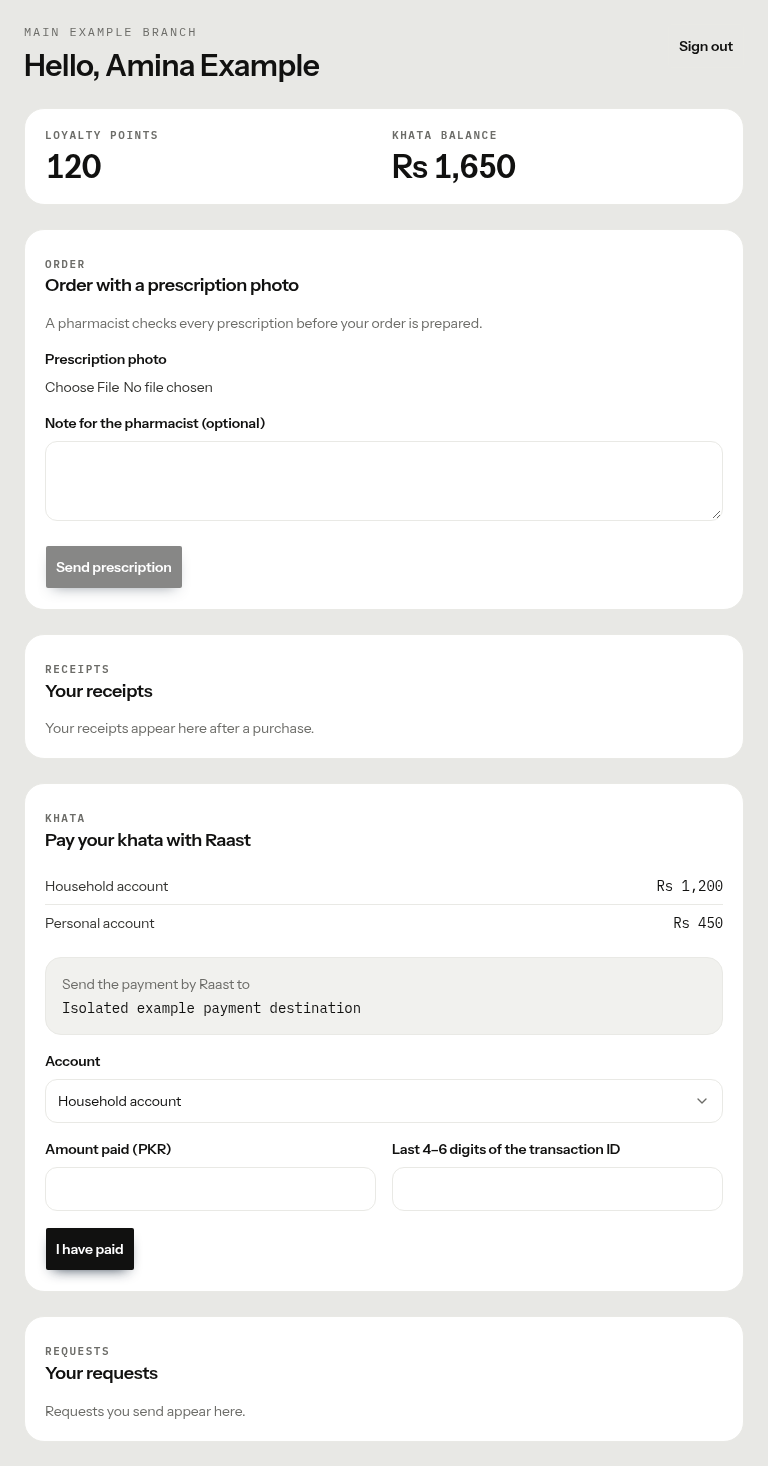 MAIN EXAMPLE BRANCH
Hello, Amina Example
Sign out
LOYALTY POINTS
120
KHATA BALANCE
Rs 1,650
ORDER
Order with a prescription photo
A pharmacist checks every prescription before your order is prepared.
Prescription photo
Choose File No file chosen
Note for the pharmacist (optional)
Send prescription
RECEIPTS
Your receipts
Your receipts appear here after a purchase.
KHATA
Pay your khata with Raast
Household account Rs 1,200
Personal account Rs 450
Send the payment by Raast to
Isolated example payment destination
Account
Household account
Amount paid (PKR)
Last 4–6 digits of the transaction ID
I have paid
REQUESTS
Your requests
Requests you send appear here.